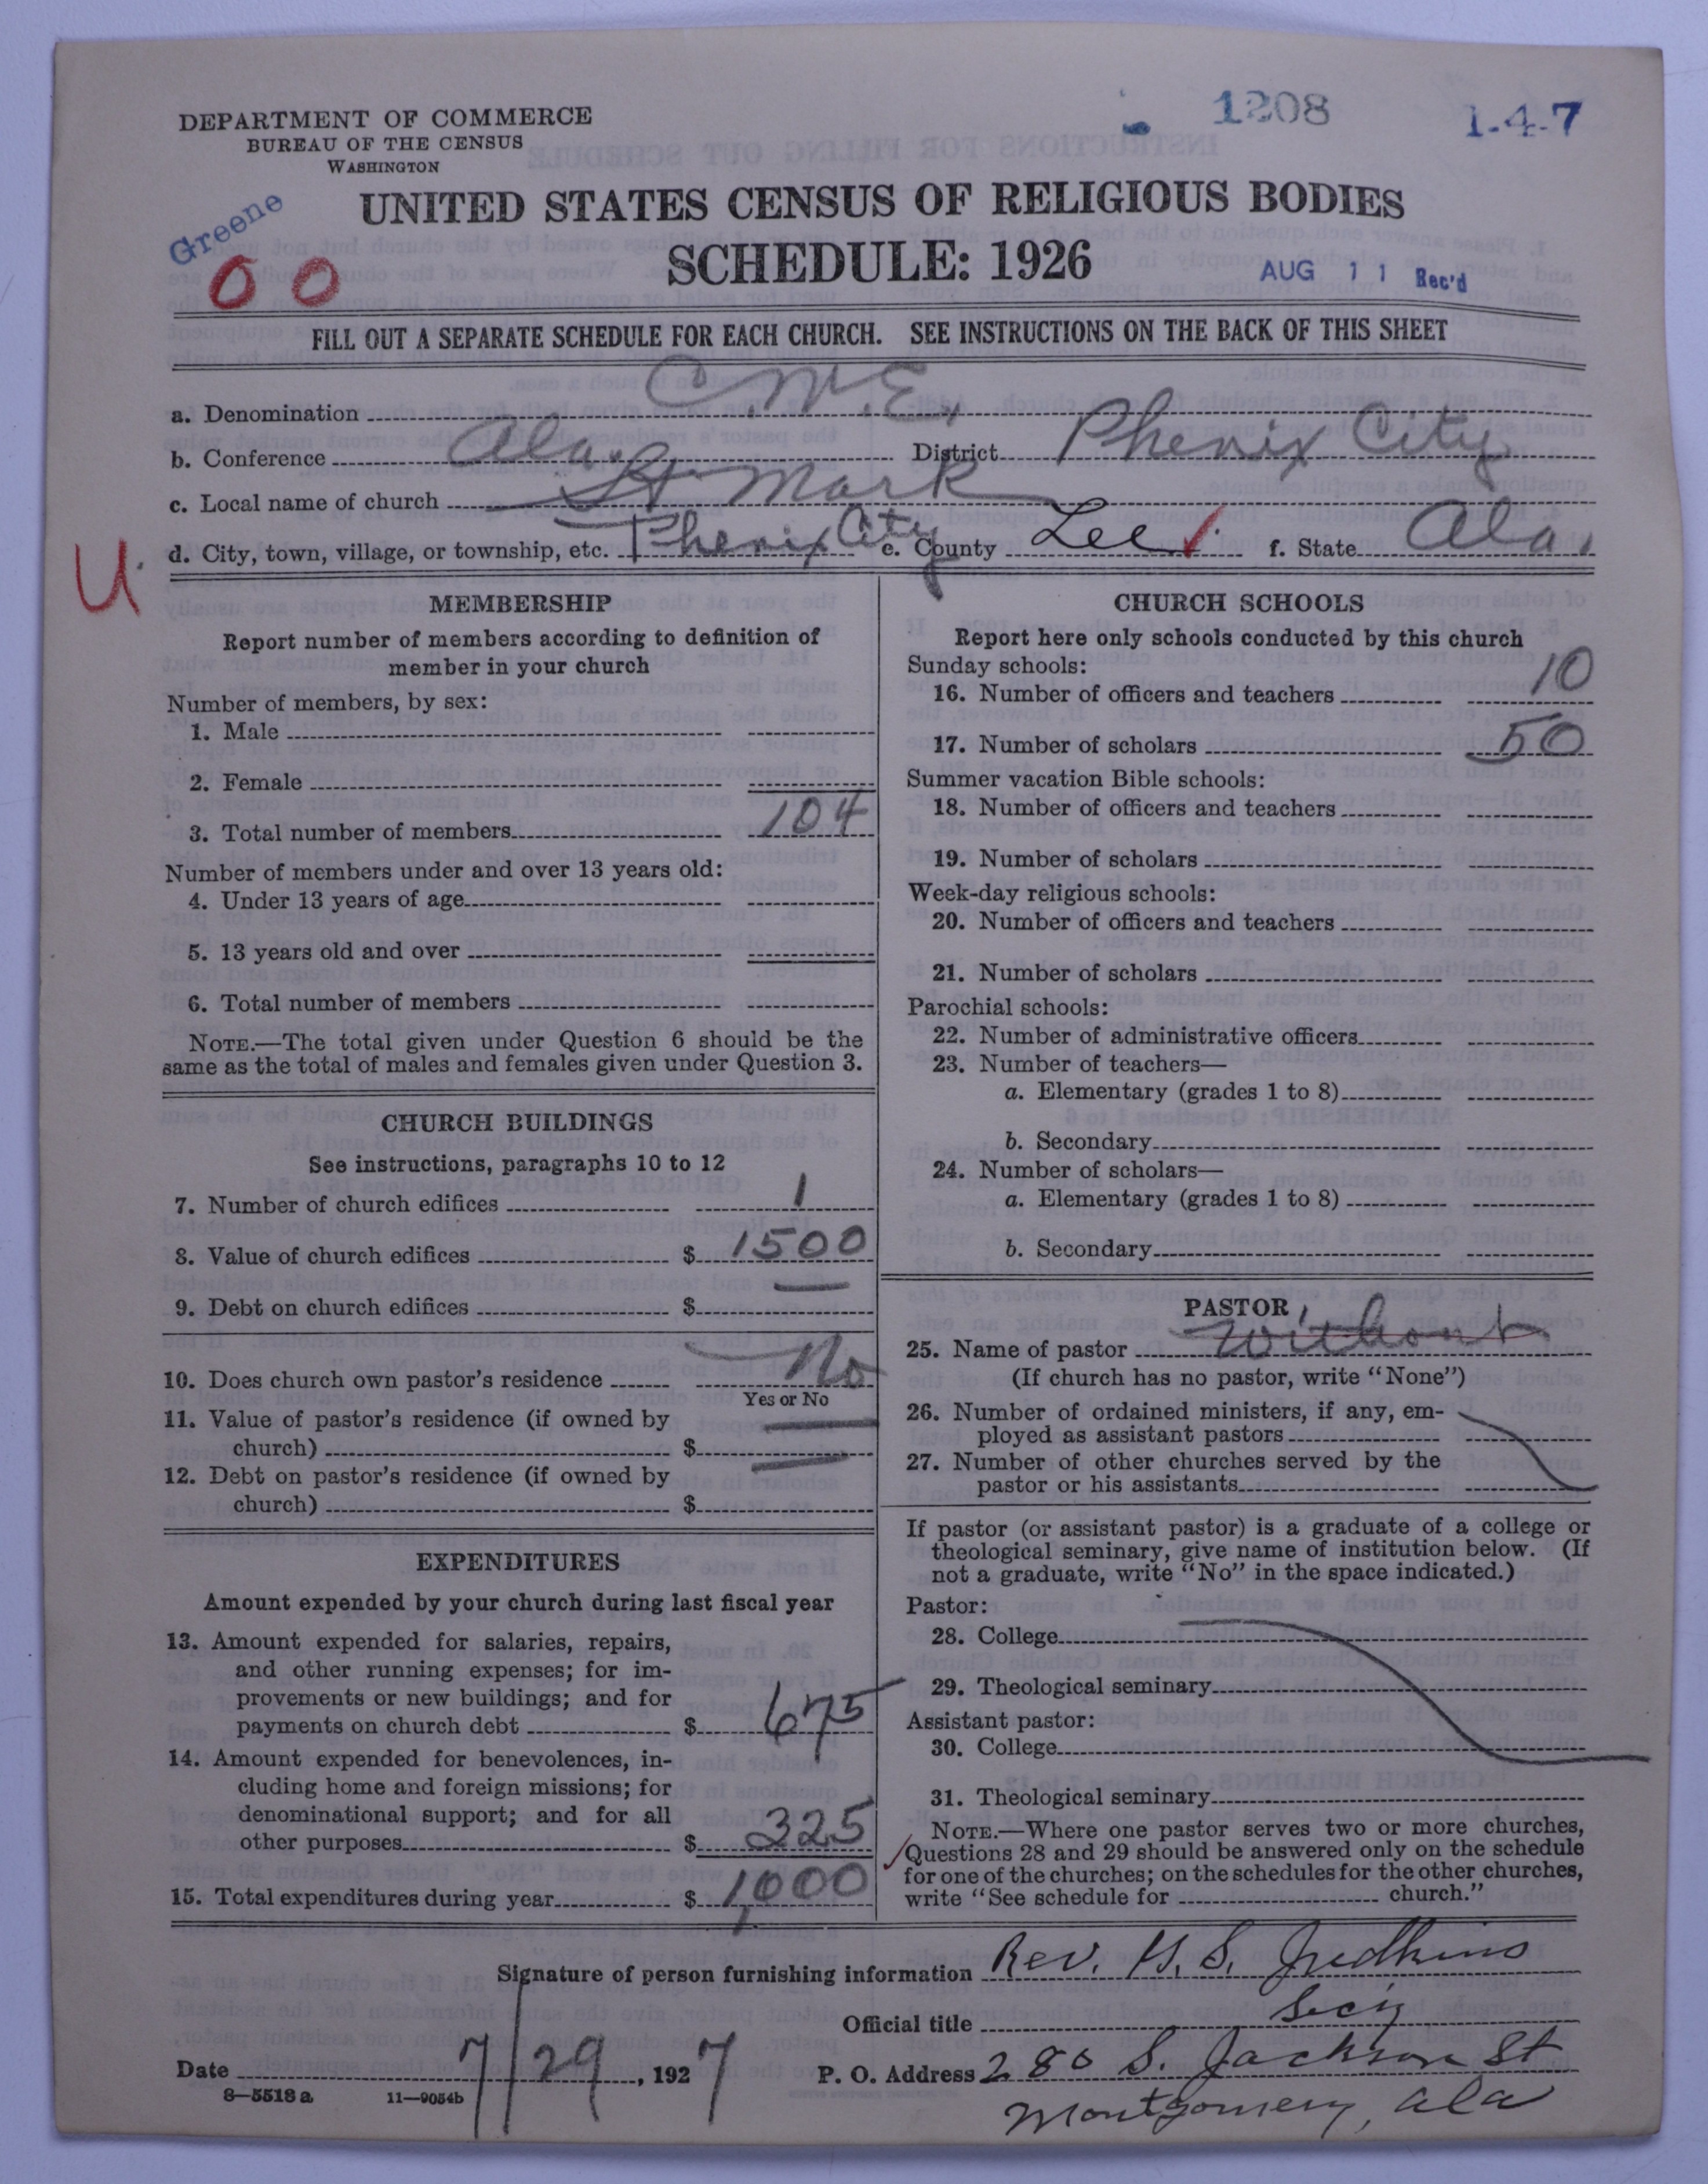 1208
1-4-7
DEPARTMENT OF COMMERCE
BUREAU OF THE CENSUS
WASHINGTON
Greene
00
UNITED STATES CENSUS OF RELIGIOUS BODIES
SCHEDULE: 1926
AUG 11 Rec'd
FILL OUT A SEPARATE SCHEDULE FOR EACH CHURCH. SEE INSTRUCTIONS ON THE BACK OF THIS SHEET
a. Denomination C.M.E.
b. Conference Ala. District Phenix City
c. Local name of church St Mark
d. City, town, village, or township, etc. Phenix City e. County Lee f. State Ala.
U.
MEMBERSHIP
Report number of members according to definition of
member in your church
Number of members, by sex:
1. Male
2. Female
3. Total number of members 104
Number of members under and over 13 years old:
4. Under 13 years of age
5. 13 years old and over
6. Total number of members
NOTE.—The total given under Question 6 should be the
same as the total of males and females given under Question 3.
CHURCH BUILDINGS
See instructions, paragraphs 10 to 12
7. Number of church edifices 1
8. Value of church edifices $ 1500
9. Debt on church edifices $ —
10. Does church own pastor's residence No
Yes or No
11. Value of pastor's residence (if owned by
church) $ —
12. Debt on pastor's residence (if owned by
church) $ —
EXPENDITURES
Amount expended by your church during last fiscal year
13. Amount expended for salaries, repairs,
and other running expenses; for im-
provements or new buildings; and for
payments on church debt $ 675
14. Amount expended for benevolences, in-
cluding home and foreign missions; for
denominational support; and for all
other purposes $ 325
15. Total expenditures during year $ 1,000
CHURCH SCHOOLS
Report here only schools conducted by this church
Sunday schools:
16. Number of officers and teachers 10
17. Number of scholars 50
Summer vacation Bible schools:
18. Number of officers and teachers
19. Number of scholars
Week-day religious schools:
20. Number of officers and teachers
21. Number of scholars
Parochial schools:
22. Number of administrative officers
23. Number of teachers—
a. Elementary (grades 1 to 8)
b. Secondary
24. Number of scholars—
a. Elementary (grades 1 to 8)
b. Secondary
PASTOR
25. Name of pastor without
(If church has no pastor, write "None")
26. Number of ordained ministers, if any, em-
ployed as assistant pastors
27. Number of other churches served by the
pastor or his assistants
If pastor (or assistant pastor) is a graduate of a college or
theological seminary, give name of institution below. (If
not a graduate, write "No" in the space indicated.)
Pastor:
28. College
29. Theological seminary
Assistant pastor:
30. College
31. Theological seminary
NOTE.—Where one pastor serves two or more churches,
Questions 28 and 29 should be answered only on the schedule
for one of the churches; on the schedules for the other churches,
write "See schedule for church."
Signature of person furnishing information Rev. H. S. Judkins
Official title Secy
Date 7/29, 1927 P. O. Address 280 S. Jackson St
Montgomery, Ala
8-5518 a 11-9054b